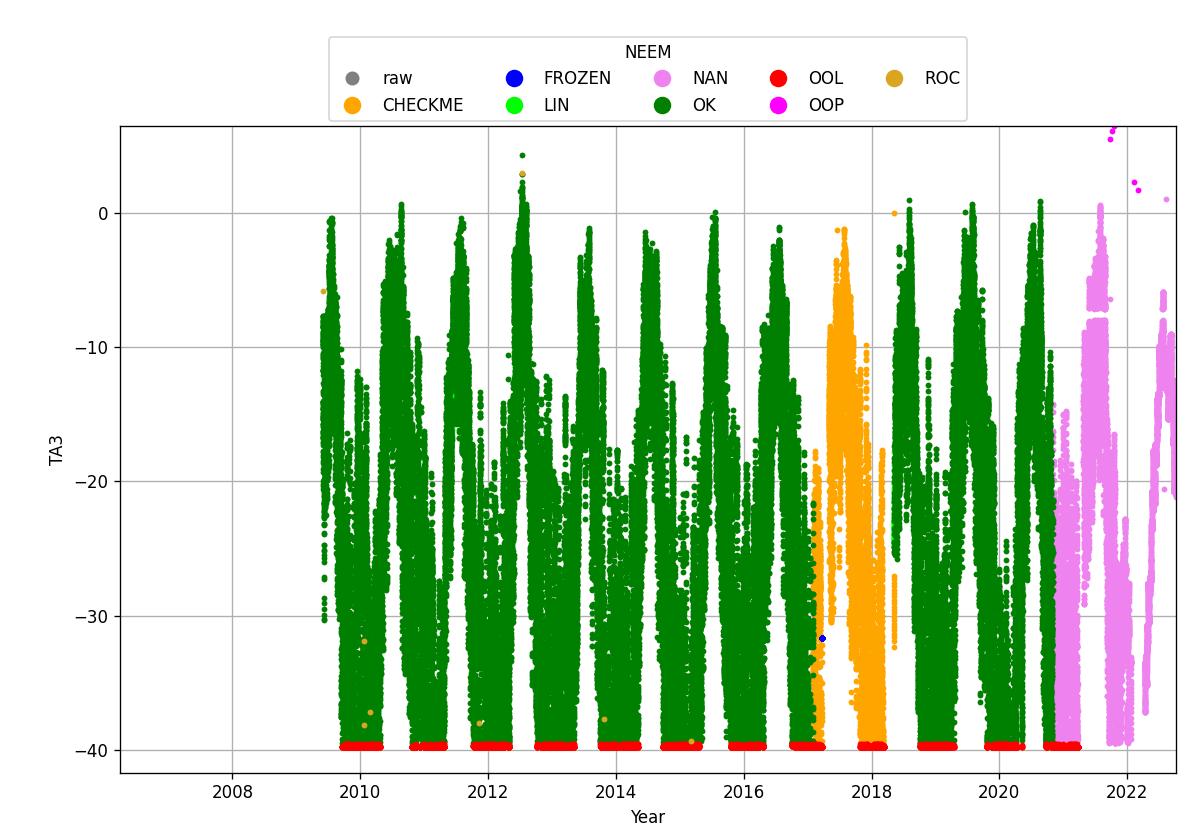 NEEM
raw FROZEN NAN OOL ROC
CHECKME LIN OK OOP
TA3
0
−10
−20
−30
−40
2008 2010 2012 2014 2016 2018 2020 2022
Year